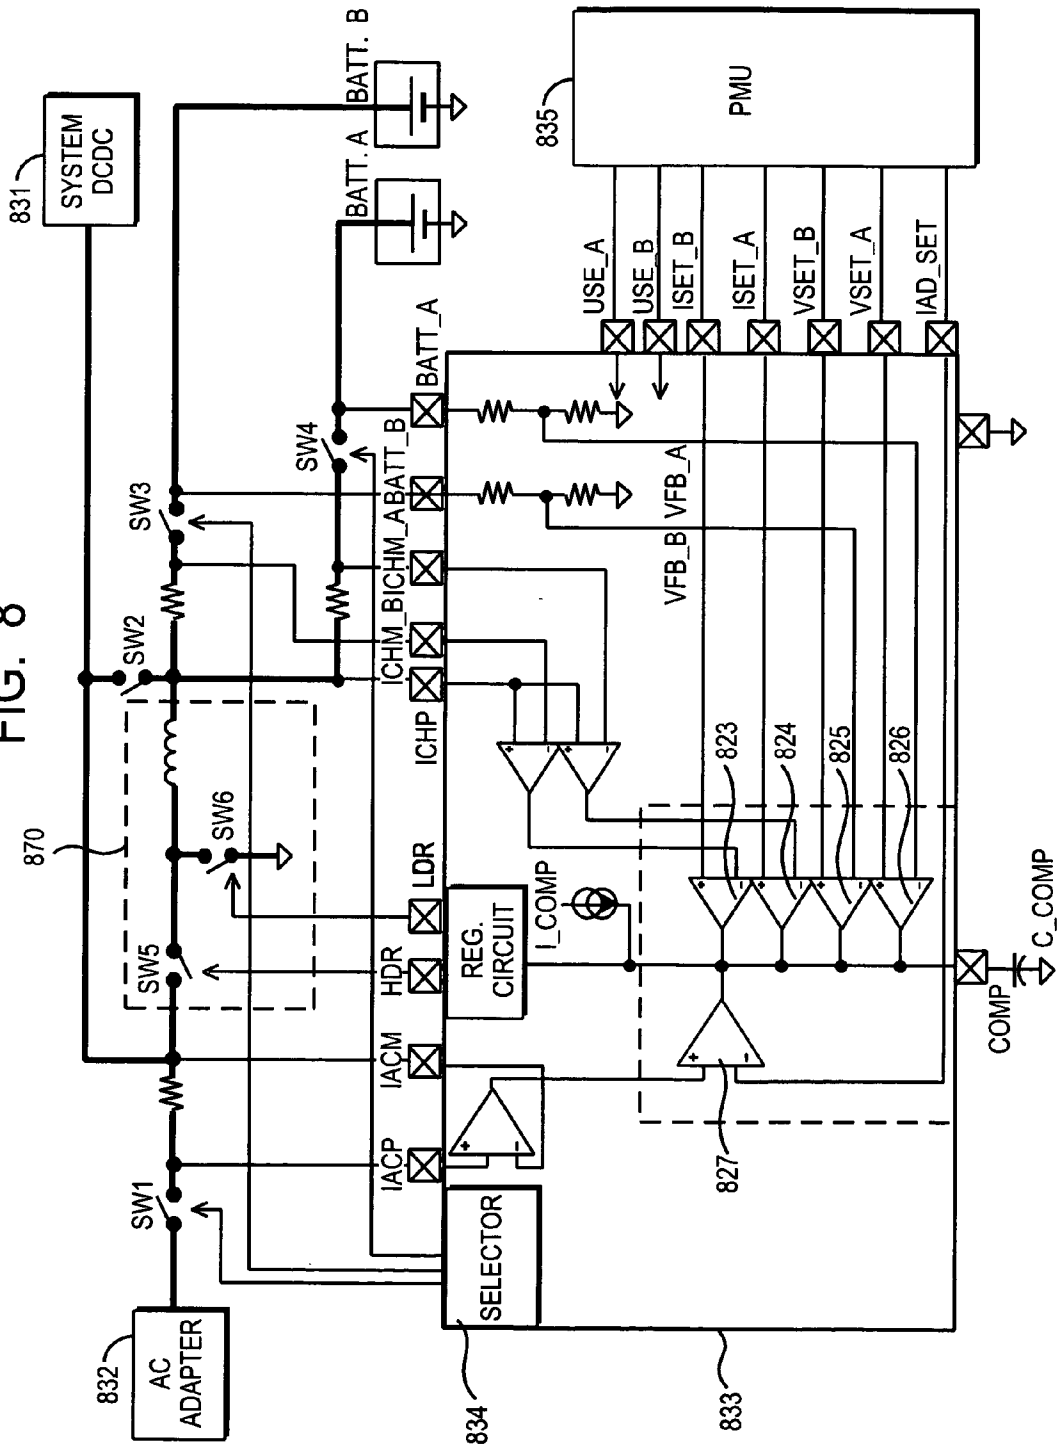 FIG. 8
831
SYSTEM
DCDC
BATT. B
BATT. A
835
PMU
SW3
SW2
SW4
870
SW6
SW5
SW1
832
AC
ADAPTER
BATT_A
BATT_B
ICHM_A
ICHM_B
ICHP
LDR
HDR
IACM
IACP
USE_A
USE_B
ISET_B
ISET_A
VSET_B
VSET_A
IAD_SET
VFB_A
VFB_B
+
-
+
-
REG.
CIRCUIT
I_COMP
823
824
825
826
+
-
+
-
+
-
+
-
+
-
827
+
-
SELECTOR
834
833
COMP
C_COMP